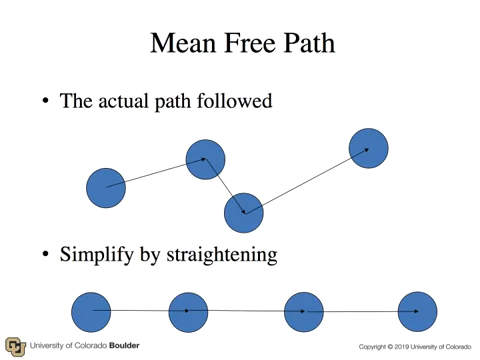 Mean Free Path
• The actual path followed
• Simplify by straightening
University of Colorado Boulder
Copyright © 2019 University of Colorado